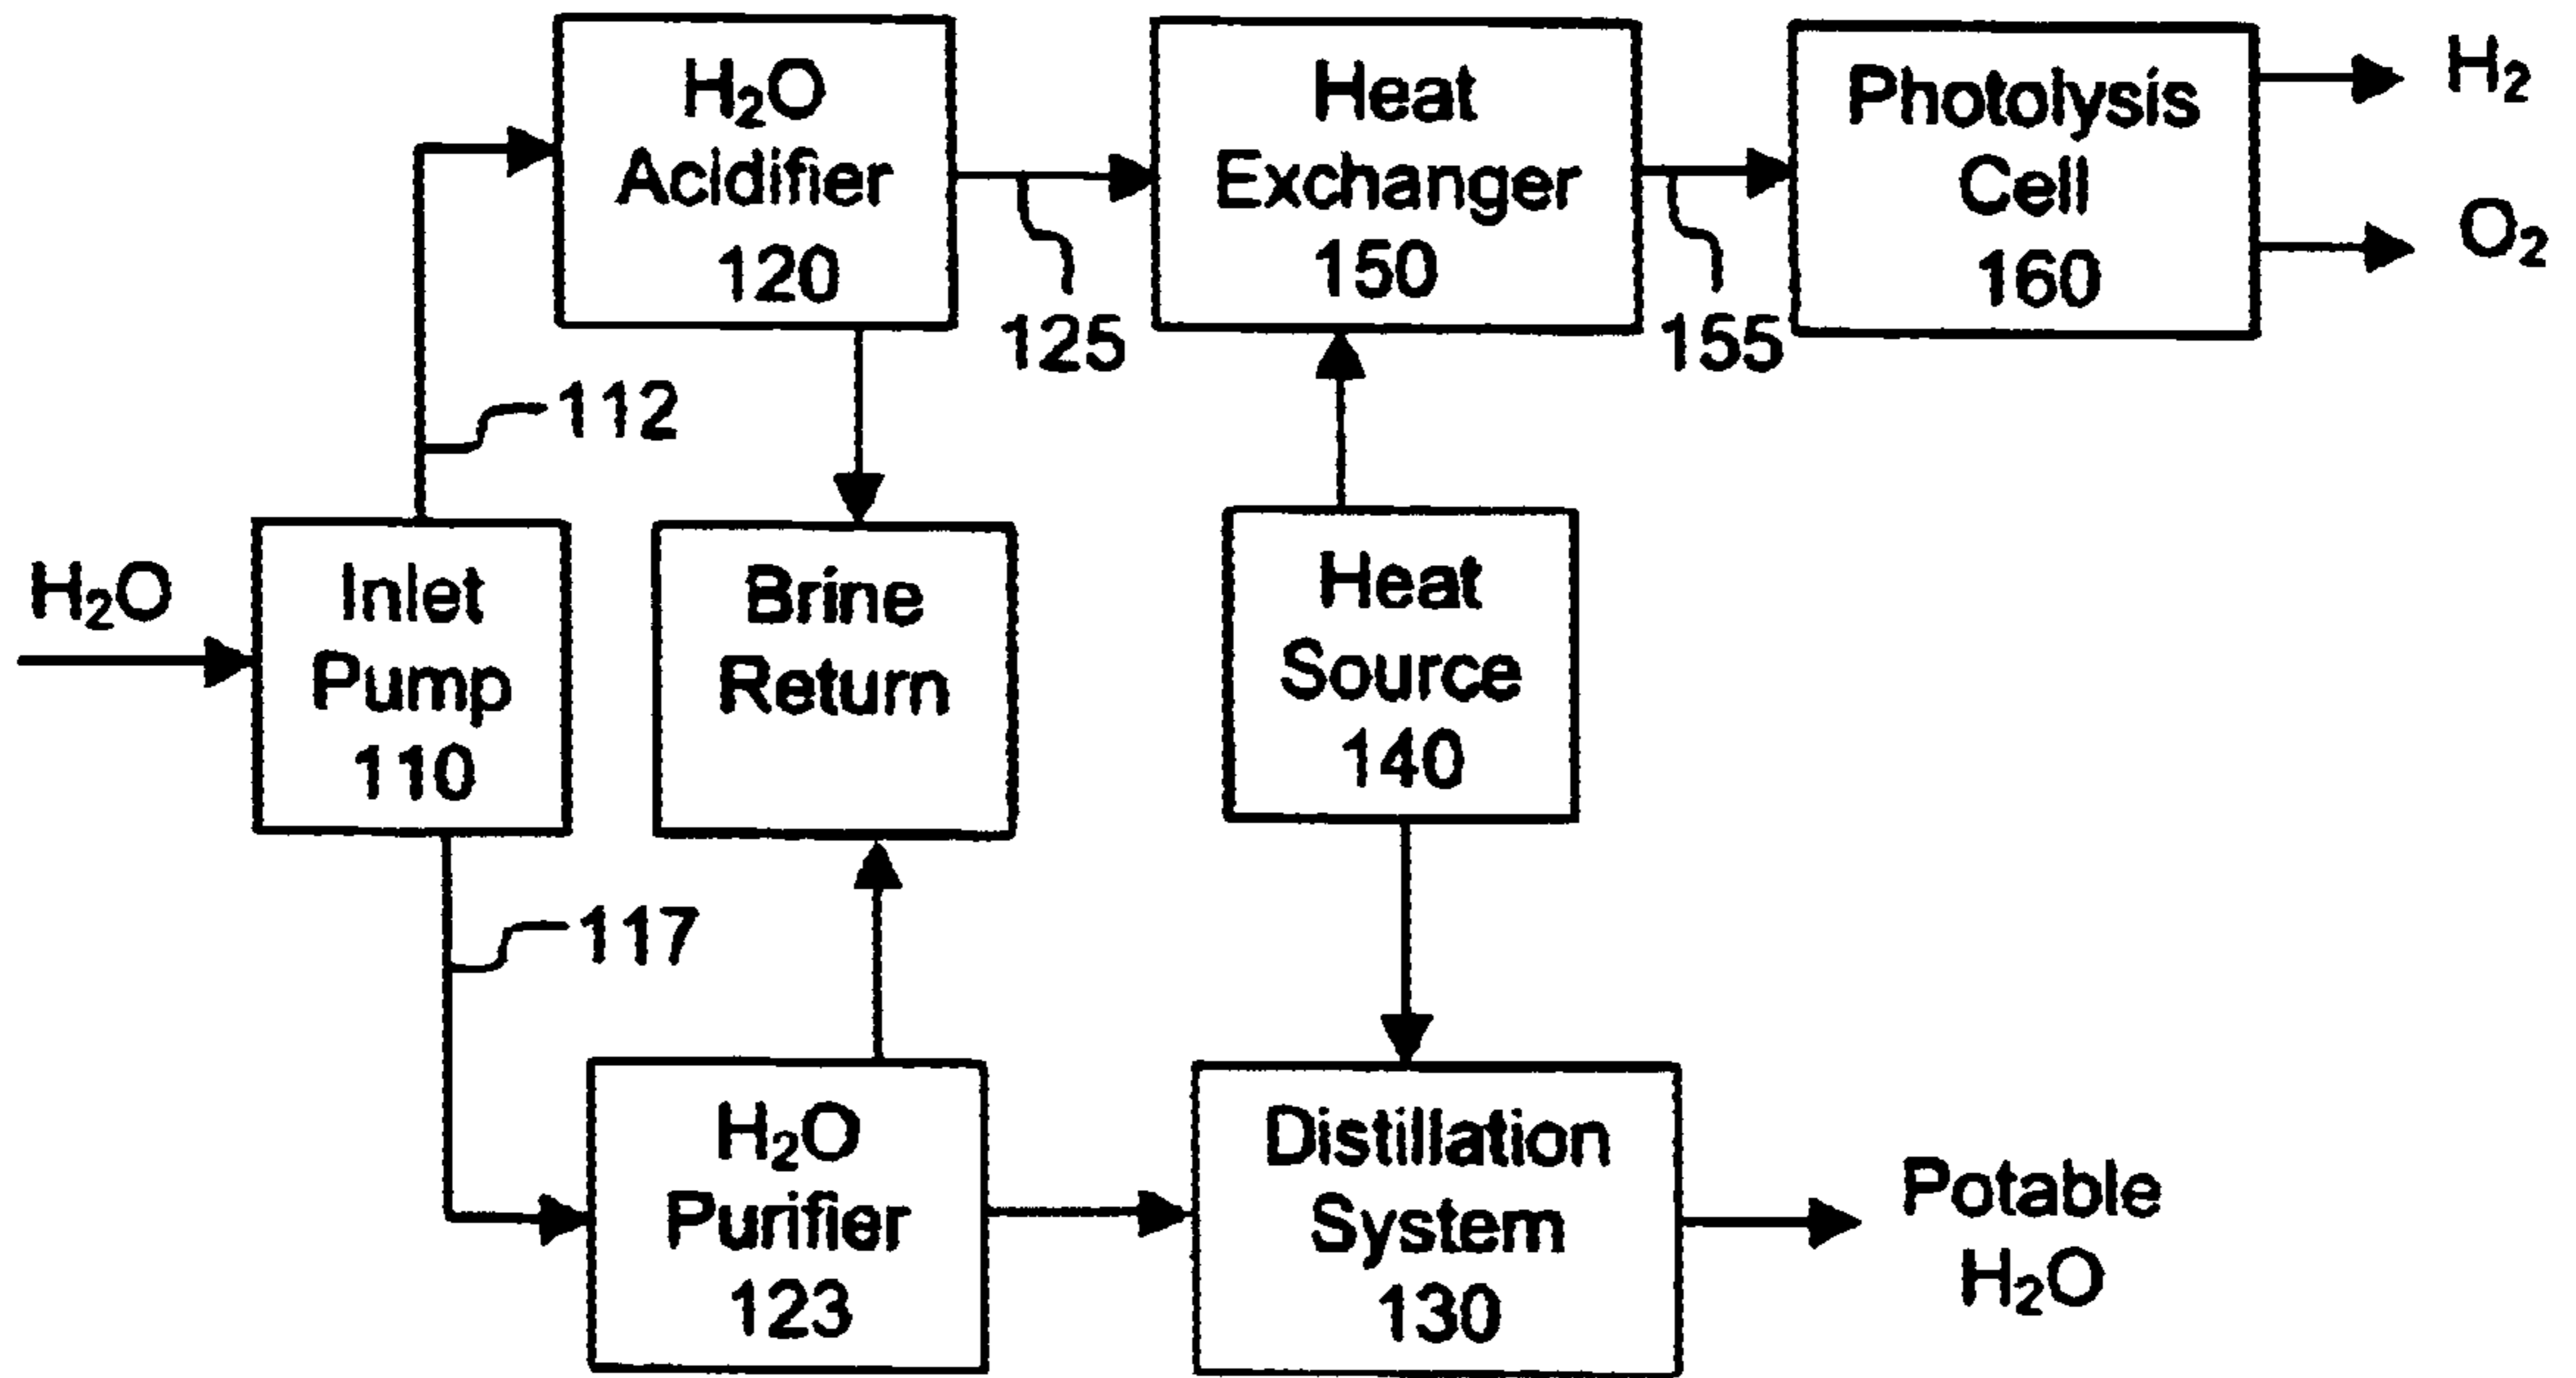 H₂O
Acidifier
120
Heat
Exchanger
150
Photolysis
Cell
160
H₂
O₂
125
155
112
H₂O
Inlet
Pump
110
Brine
Return
Heat
Source
140
117
H₂O
Purifier
123
Distillation
System
130
Potable
H₂O